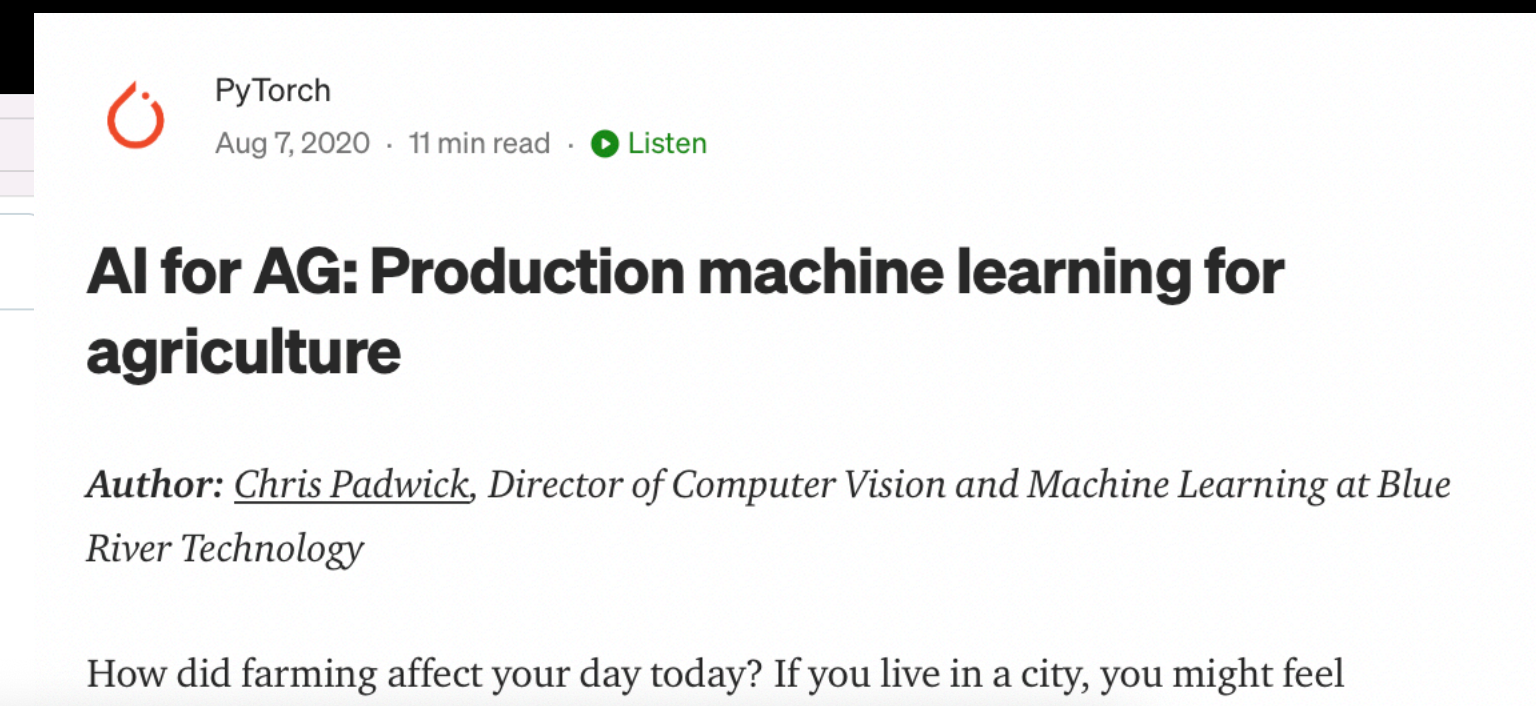 PyTorch
Aug 7, 2020 · 11 min read · Listen
AI for AG: Production machine learning for
agriculture
Author: Chris Padwick, Director of Computer Vision and Machine Learning at Blue
River Technology
How did farming affect your day today? If you live in a city, you might feel